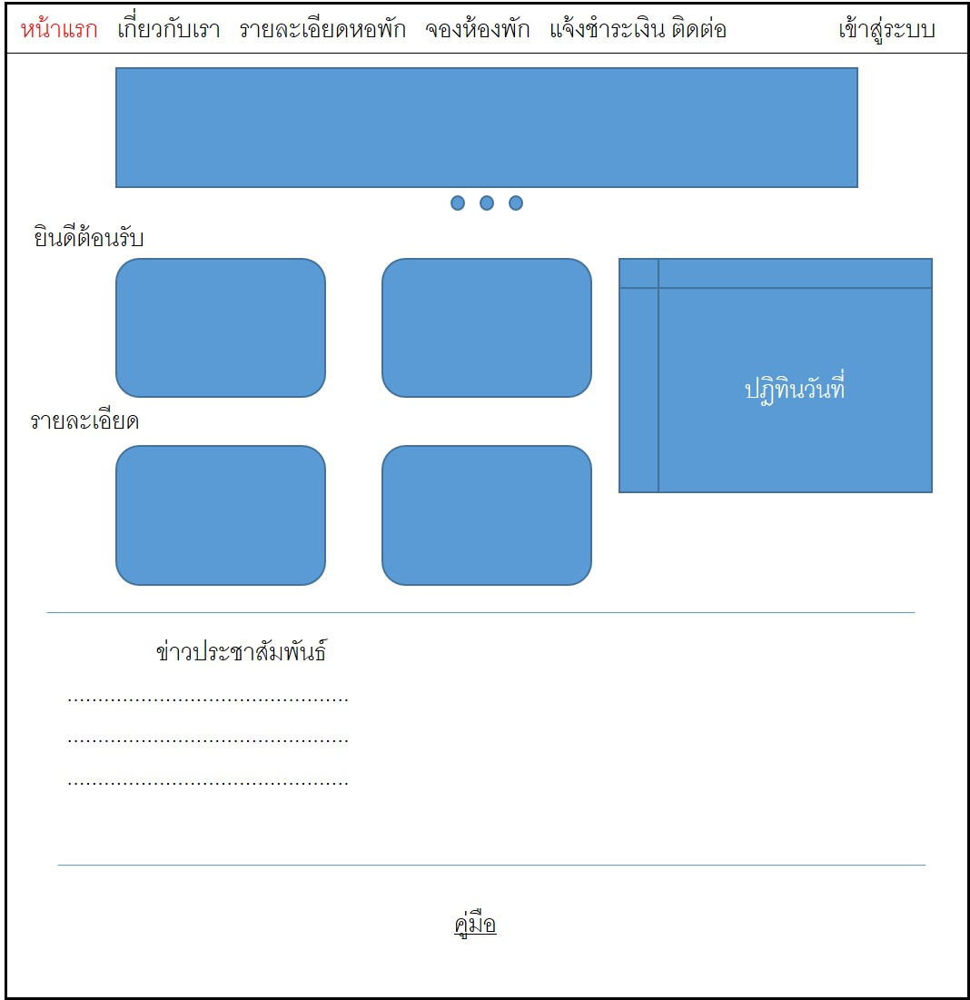 หน้าแรก เกี่ยวกับเรา รายละเอียดหอพัก จองห้องพัก แจ้งชำระเงิน ติดต่อ เข้าสู่ระบบ
ยินดีต้อนรับ
ปฎิทินวันที่
รายละเอียด
ข่าวประชาสัมพันธ์
..............................................
..............................................
..............................................
คู่มือ